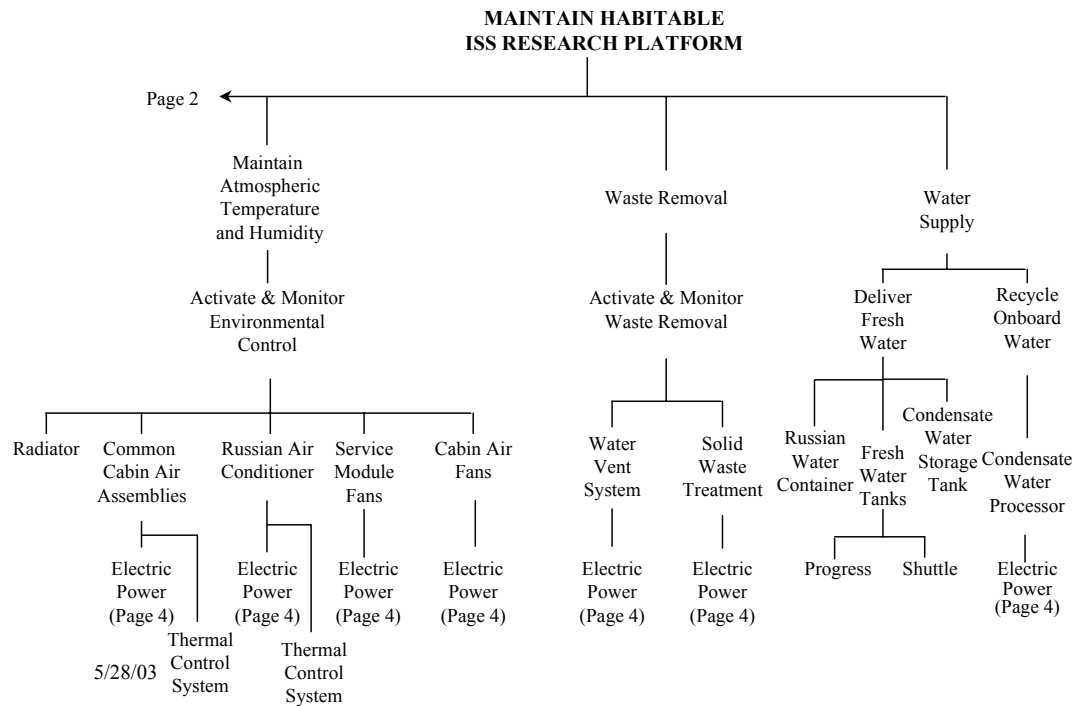 MAINTAIN HABITABLE
ISS RESEARCH PLATFORM
Page 2
Maintain
Atmospheric
Temperature
and Humidity
Waste Removal
Water
Supply
Activate & Monitor
Environmental
Control
Activate & Monitor
Waste Removal
Deliver
Fresh
Water
Recycle
Onboard
Water
Radiator
Common
Cabin Air
Assemblies
Russian Air
Conditioner
Service
Module
Fans
Cabin Air
Fans
Water
Vent
System
Solid
Waste
Treatment
Russian
Water
Container
Fresh
Water
Tanks
Condensate
Water
Storage
Tank
Condensate
Water
Processor
Electric
Power
(Page 4)
Thermal
Control
System
Electric
Power
(Page 4)
Thermal
Control
System
Electric
Power
(Page 4)
Electric
Power
(Page 4)
Electric
Power
(Page 4)
Electric
Power
(Page 4)
Progress
Shuttle
Electric
Power
(Page 4)
5/28/03